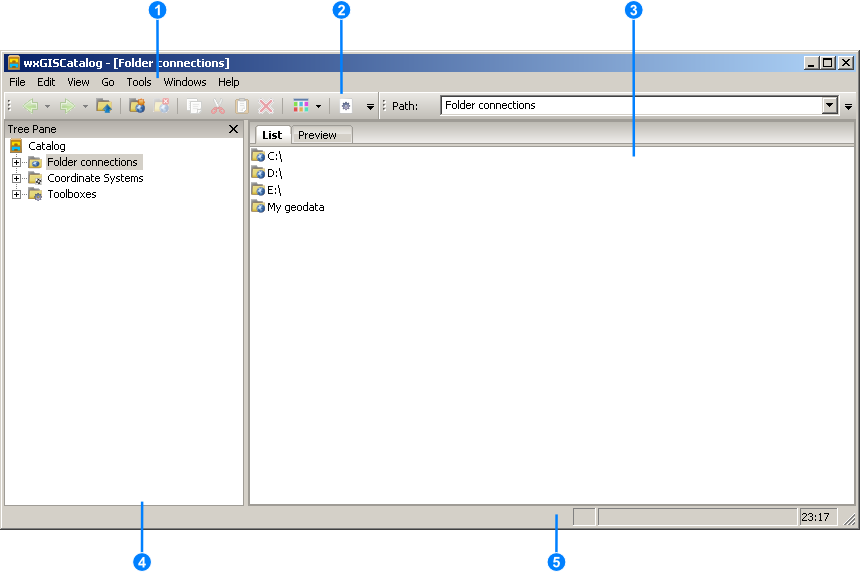 1 2 3
wxGISCatalog - [Folder connections]
File Edit View Go Tools Windows Help
Path: Folder connections
Tree Pane
List Preview
Catalog
Folder connections
Coordinate Systems
Toolboxes
C:\
D:\
E:\
My geodata
23:17
4 5